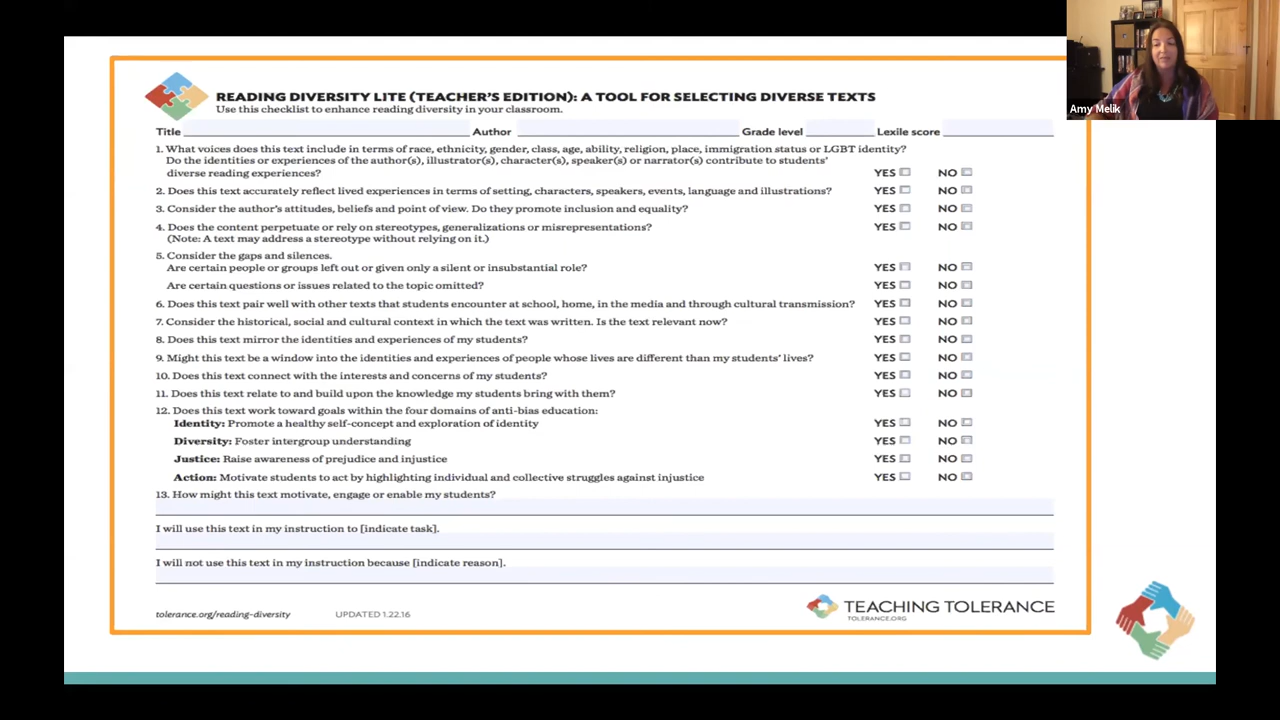 Amy Melik
READING DIVERSITY LITE (TEACHER'S EDITION): A TOOL FOR SELECTING DIVERSE TEXTS
Use this checklist to enhance reading diversity in your classroom.
Title Author Grade level Lexile score
1. What voices does this text include in terms of race, ethnicity, gender, class, age, ability, religion, place, immigration status or LGBT identity?
Do the identities or experiences of the author(s), illustrator(s), character(s), speaker(s) or narrator(s) contribute to students'
diverse reading experiences? YES NO
2. Does this text accurately reflect lived experiences in terms of setting, characters, speakers, events, language and illustrations? YES NO
3. Consider the author's attitudes, beliefs and point of view. Do they promote inclusion and equality? YES NO
4. Does the content perpetuate or rely on stereotypes, generalizations or misrepresentations? YES NO
(Note: A text may address a stereotype without relying on it.)
5. Consider the gaps and silences.
Are certain people or groups left out or given only a silent or insubstantial role? YES NO
Are certain questions or issues related to the topic omitted? YES NO
6. Does this text pair well with other texts that students encounter at school, home, in the media and through cultural transmission? YES NO
7. Consider the historical, social and cultural context in which the text was written. Is the text relevant now? YES NO
8. Does this text mirror the identities and experiences of my students? YES NO
9. Might this text be a window into the identities and experiences of people whose lives are different than my students' lives? YES NO
10. Does this text connect with the interests and concerns of my students? YES NO
11. Does this text relate to and build upon the knowledge my students bring with them? YES NO
12. Does this text work toward goals within the four domains of anti-bias education:
Identity: Promote a healthy self-concept and exploration of identity YES NO
Diversity: Foster intergroup understanding YES NO
Justice: Raise awareness of prejudice and injustice YES NO
Action: Motivate students to act by highlighting individual and collective struggles against injustice YES NO
13. How might this text motivate, engage or enable my students?
I will use this text in my instruction to [indicate task].
I will not use this text in my instruction because [indicate reason].
tolerance.org/reading-diversity UPDATED 1.22.16 TEACHING TOLERANCE
TOLERANCE.ORG